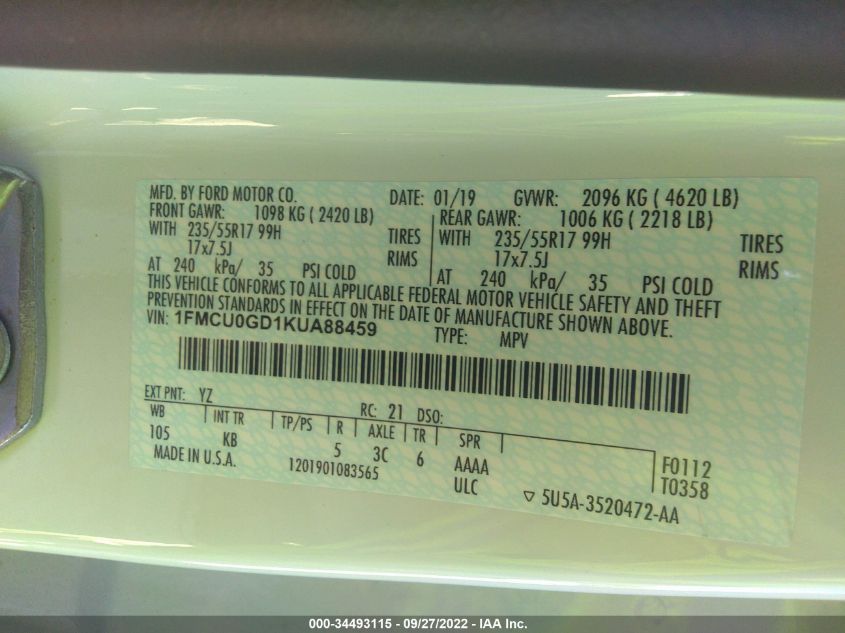 MFD. BY FORD MOTOR CO. DATE: 01/19 GVWR: 2096 KG ( 4620 LB)
FRONT GAWR: 1098 KG ( 2420 LB) REAR GAWR: 1006 KG ( 2218 LB)
WITH 235/55R17 99H TIRES WITH 235/55R17 99H TIRES
17x7.5J RIMS 17x7.5J RIMS
AT 240 kPa/ 35 PSI COLD AT 240 kPa/ 35 PSI COLD
THIS VEHICLE CONFORMS TO ALL APPLICABLE FEDERAL MOTOR VEHICLE SAFETY AND THEFT
PREVENTION STANDARDS IN EFFECT ON THE DATE OF MANUFACTURE SHOWN ABOVE.
VIN: 1FMCU0GD1KUA88459 TYPE: MPV
EXT PNT: YZ RC: 21 DSO:
WB INT TR TP/PS R AXLE TR SPR
105 KB 5 3C 6 AAAA F0112
MADE IN U.S.A. 1201901083565 ULC T0358
▽ 5U5A-3520472-AA
000-34493115 - 09/27/2022 - IAA Inc.